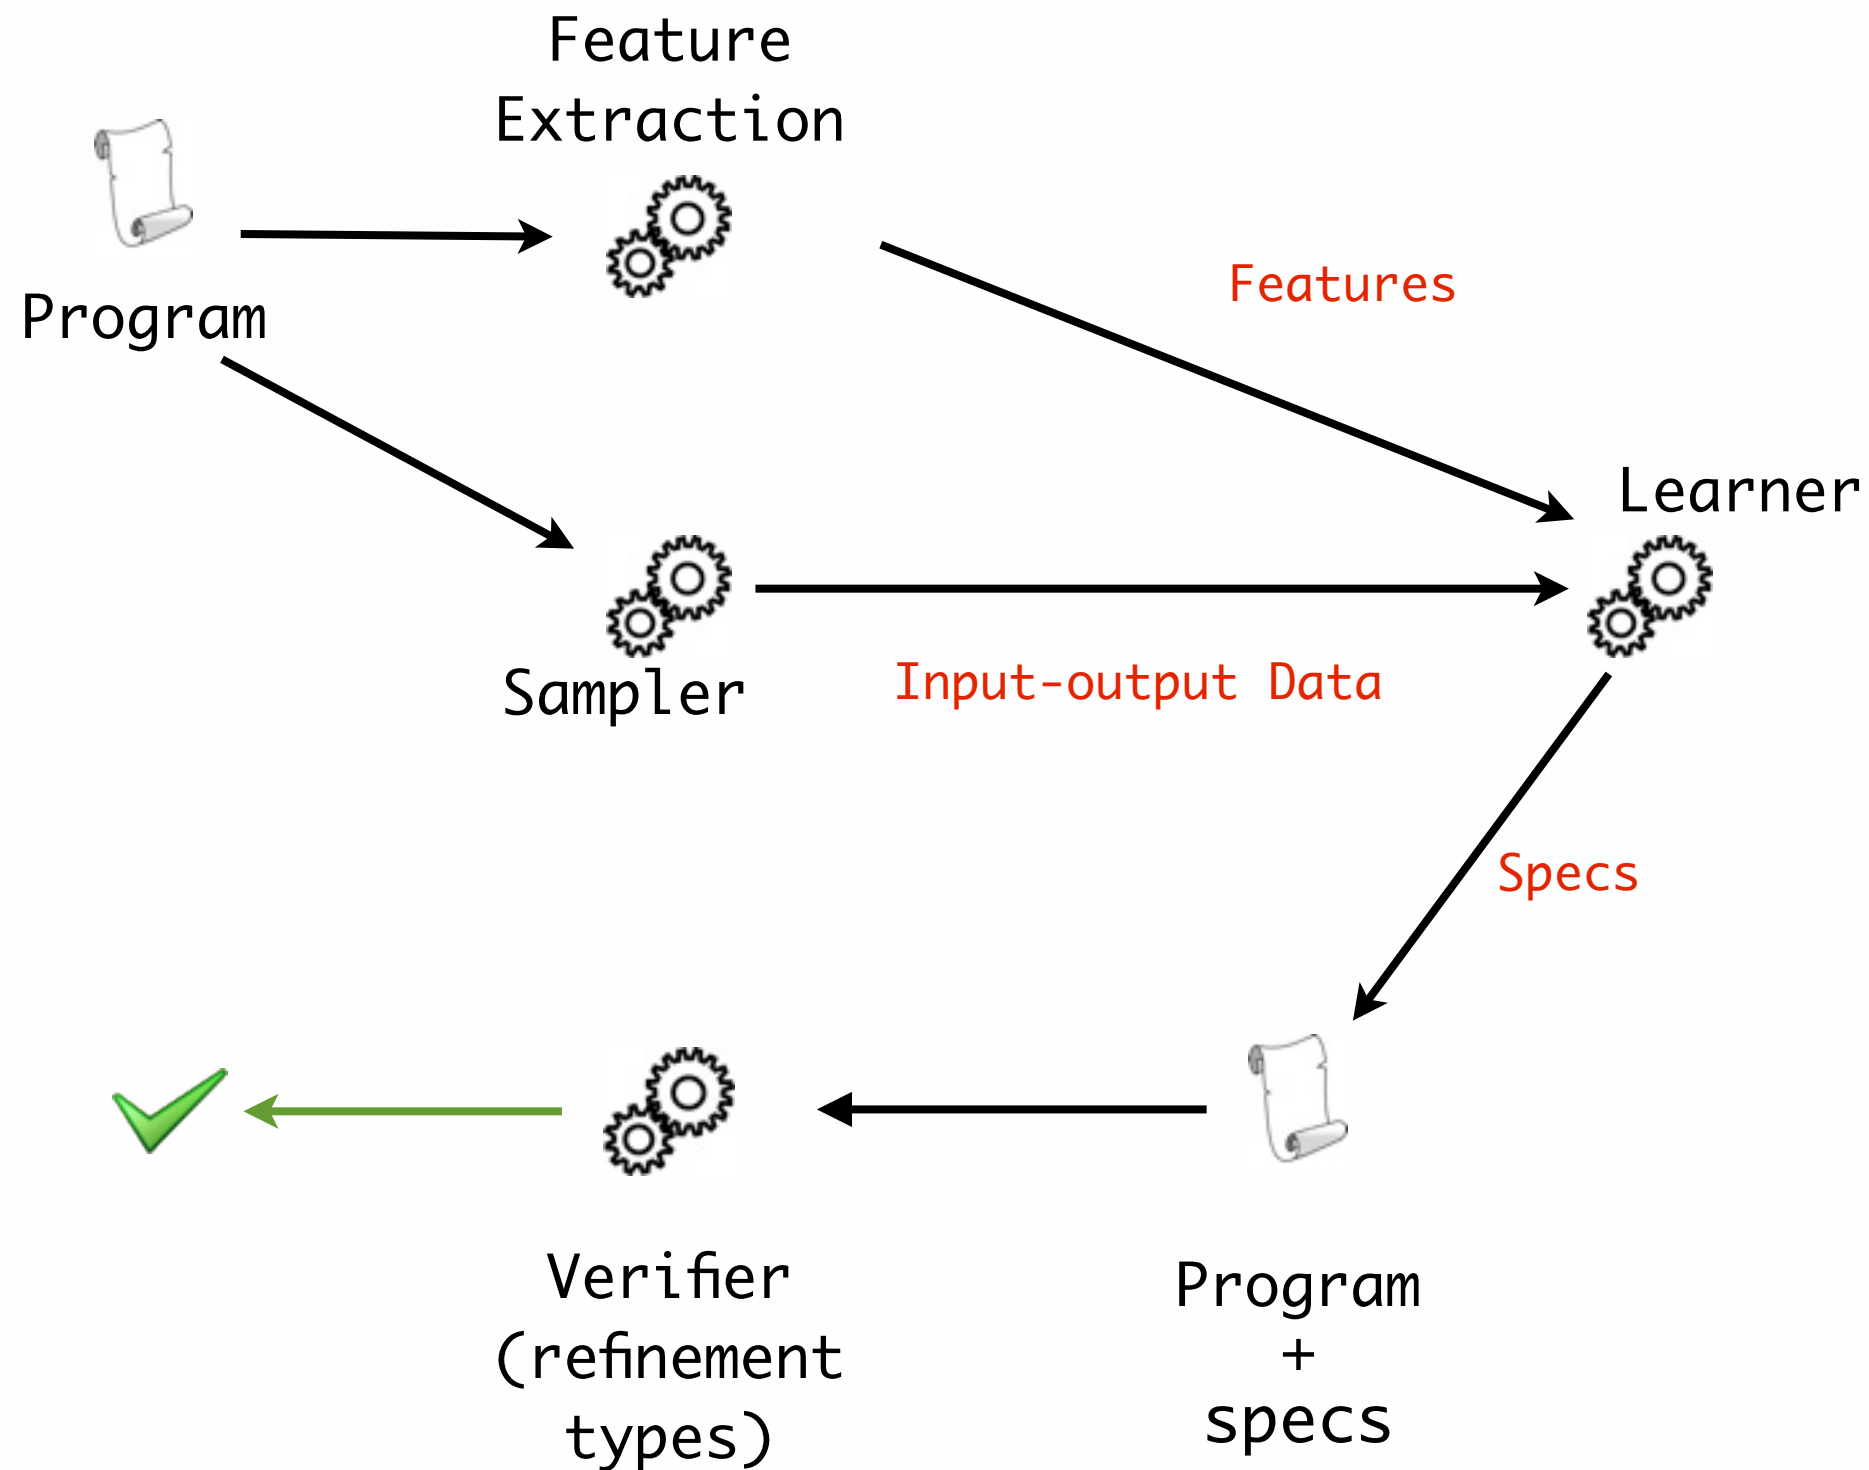 Feature
Extraction
Program
Features
Learner
Sampler
Input-output Data
Specs
Verifier
(refinement
types)
Program
+
specs